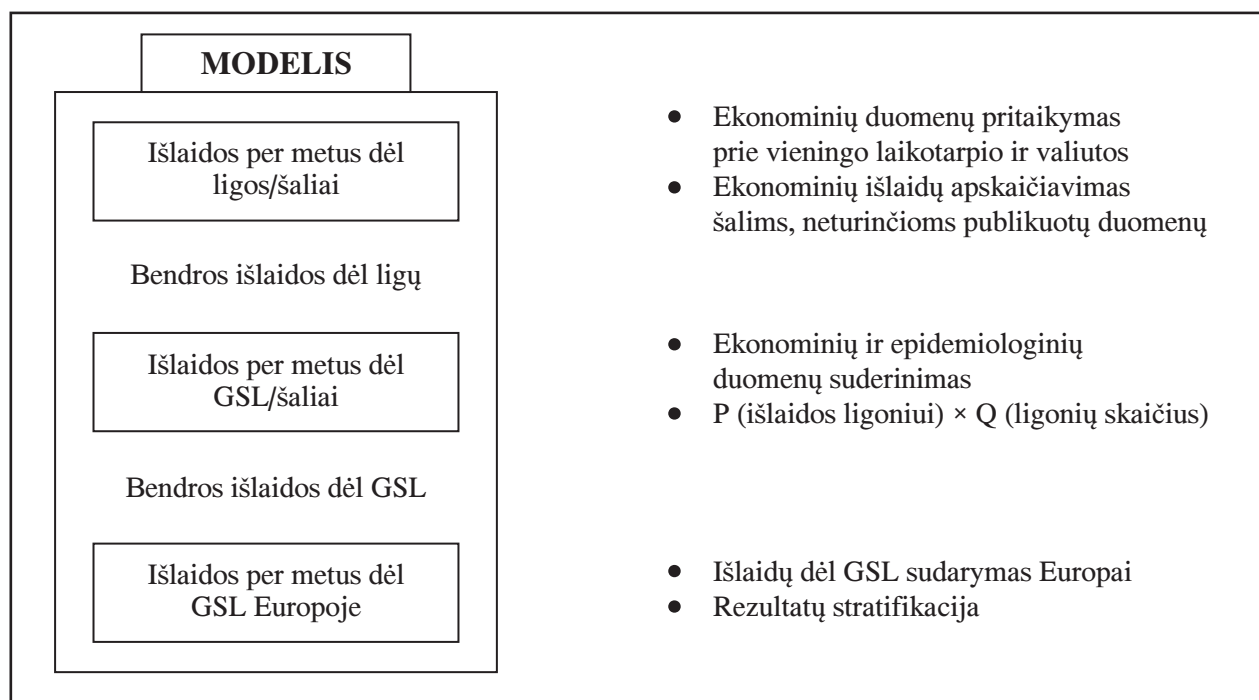 MODELIS
Išlaidos per metus dėl
ligos/šaliai
Bendros išlaidos dėl ligų
Išlaidos per metus dėl
GSL/šaliai
Bendros išlaidos dėl GSL
Išlaidos per metus dėl
GSL Europoje
● Ekonominių duomenų pritaikymas
prie vieningo laikotarpio ir valiutos
● Ekonominių išlaidų apskaičiavimas
šalims, neturinčioms publikuotų duomenų
● Ekonominių ir epidemiologinių
duomenų suderinimas
● P (išlaidos ligoniui) × Q (ligonių skaičius)
● Išlaidų dėl GSL sudarymas Europai
● Rezultatų stratifikacija